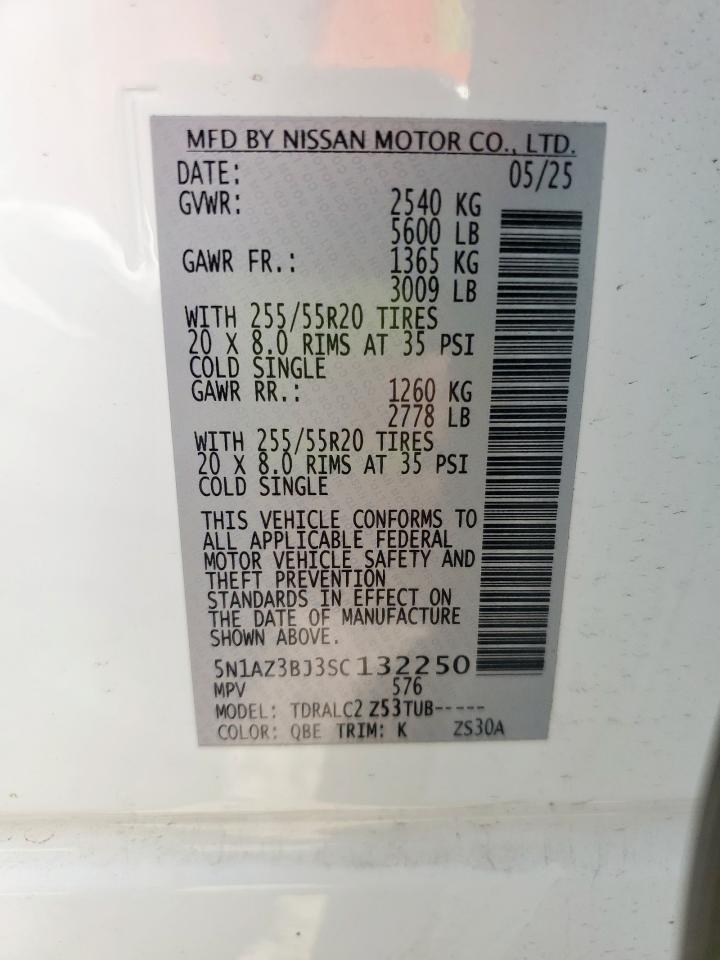 MFD BY NISSAN MOTOR CO., LTD.
DATE: 05/25
GVWR: 2540 KG
5600 LB
GAWR FR.: 1365 KG
3009 LB
WITH 255/55R20 TIRES
20 X 8.0 RIMS AT 35 PSI
COLD SINGLE
GAWR RR.: 1260 KG
2778 LB
WITH 255/55R20 TIRES
20 X 8.0 RIMS AT 35 PSI
COLD SINGLE
THIS VEHICLE CONFORMS TO
ALL APPLICABLE FEDERAL
MOTOR VEHICLE SAFETY AND
THEFT PREVENTION
STANDARDS IN EFFECT ON
THE DATE OF MANUFACTURE
SHOWN ABOVE.
5N1AZ3BJ3SC132250
MPV 576
MODEL: TDRALC2 Z53TUB-----
COLOR: QBE TRIM: K ZS30A